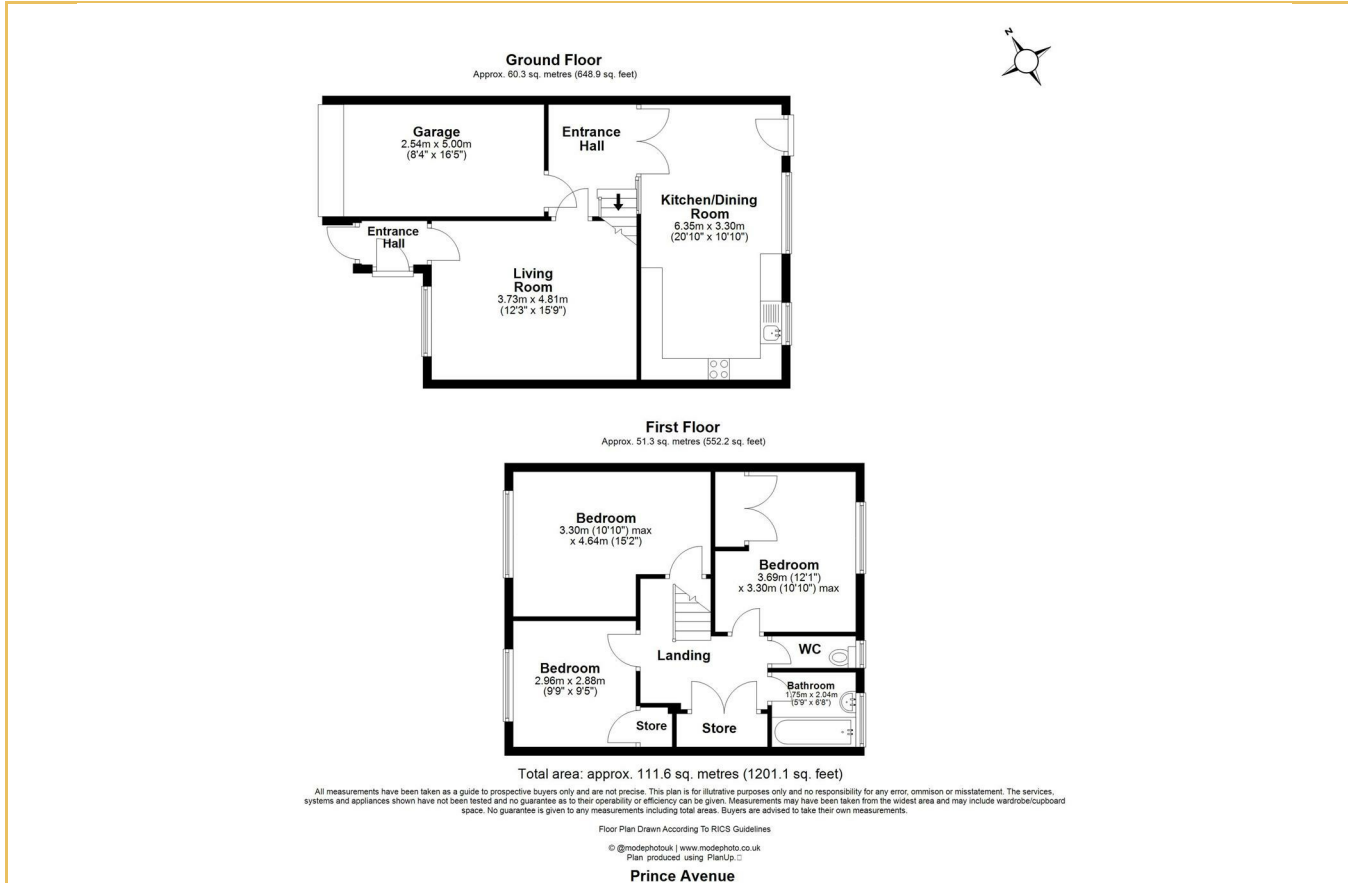 N
Ground Floor
Approx. 60.3 sq. metres (648.9 sq. feet)
Garage
2.54m x 5.00m
(8'4" x 16'5")
Entrance
Hall
Kitchen/Dining
Room
6.35m x 3.30m
(20'10" x 10'10")
Entrance
Hall
Living
Room
3.73m x 4.81m
(12'3" x 15'9")
First Floor
Approx. 51.3 sq. metres (552.2 sq. feet)
Bedroom
3.30m (10'10") max
x 4.64m (15'2")
Bedroom
3.69m (12'1")
x 3.30m (10'10") max
Landing
WC
Bedroom
2.96m x 2.88m
(9'9" x 9'5")
Bathroom
1.75m x 2.04m
(5'9" x 6'8")
Store
Store
Total area: approx. 111.6 sq. metres (1201.1 sq. feet)
All measurements have been taken as a guide to prospective buyers only and are not precise. This plan is for illutrative purposes only and no responsibility for any error, ommison or misstatement. The services,
systems and appliances shown have not been tested and no guarantee as to their operability or efficiency can be given. Measurements may have been taken from the widest area and may include wardrobe/cupboard
space. No guarantee is given to any measurements including total areas. Buyers are advised to take their own measurements.
Floor Plan Drawn According To RICS Guidelines
© @modephotouk | www.modephoto.co.uk
Plan produced using PlanUp.□
Prince Avenue